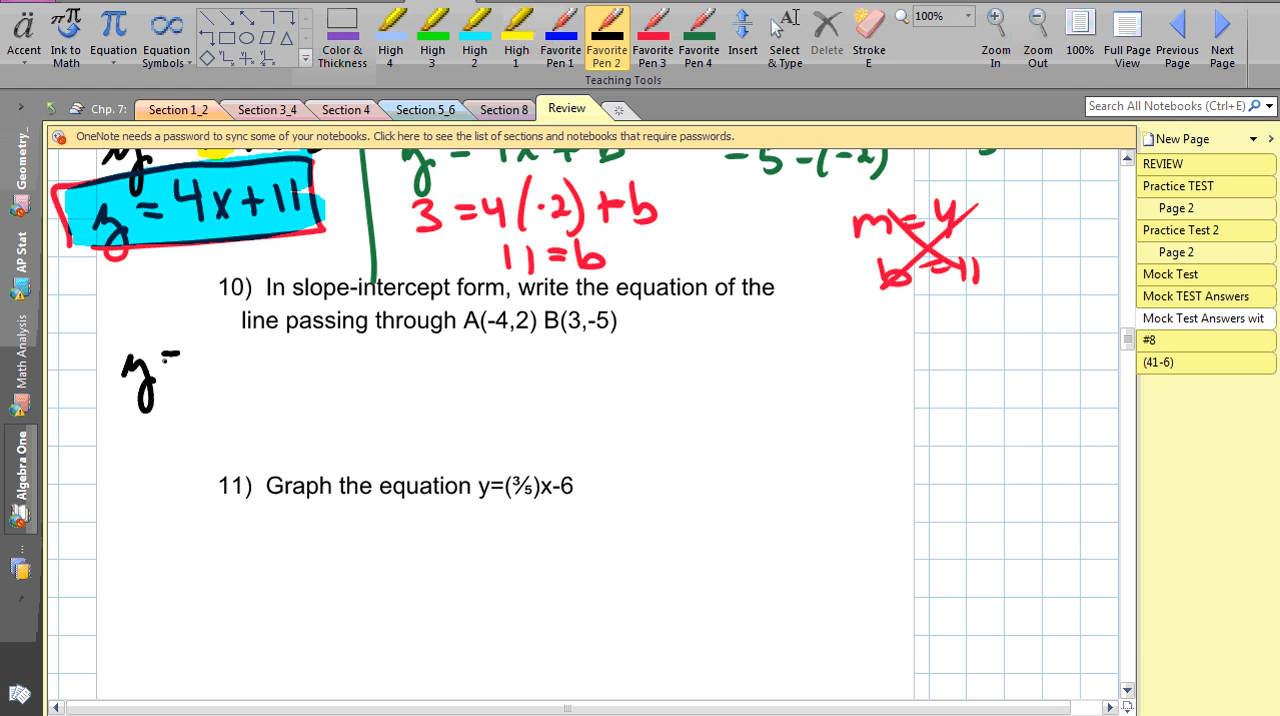 Accent
Ink to Math
Equation
Equation Symbols
Color & Thickness
High 4
High 3
High 2
High 1
Favorite Pen 1
Favorite Pen 2
Favorite Pen 3
Favorite Pen 4
Insert
Select & Type
Delete
Stroke
100%
Zoom In
Zoom Out
100%
Full Page View
Previous Page
Next Page
Teaching Tools
Chp. 7:
Section 1_2
Section 3_4
Section 4
Section 5_6
Section 8
Review
Search All Notebooks (Ctrl+E)
OneNote needs a password to sync some of your notebooks. Click here to see the list of sections and notebooks that require passwords.
Geometry
AP Stat
Math Analysis
Algebra One
y = 4x + b
-5 -(-2)
y = 4x+11
3 = 4(-2) + b
11 = b
m = 4
b = 11
10) In slope-intercept form, write the equation of the
line passing through A(-4,2) B(3,-5)
y =
11) Graph the equation y=(⅗)x-6
New Page
REVIEW
Practice TEST
Page 2
Practice Test 2
Page 2
Mock Test
Mock TEST Answers
Mock Test Answers wit
#8
(41-6)